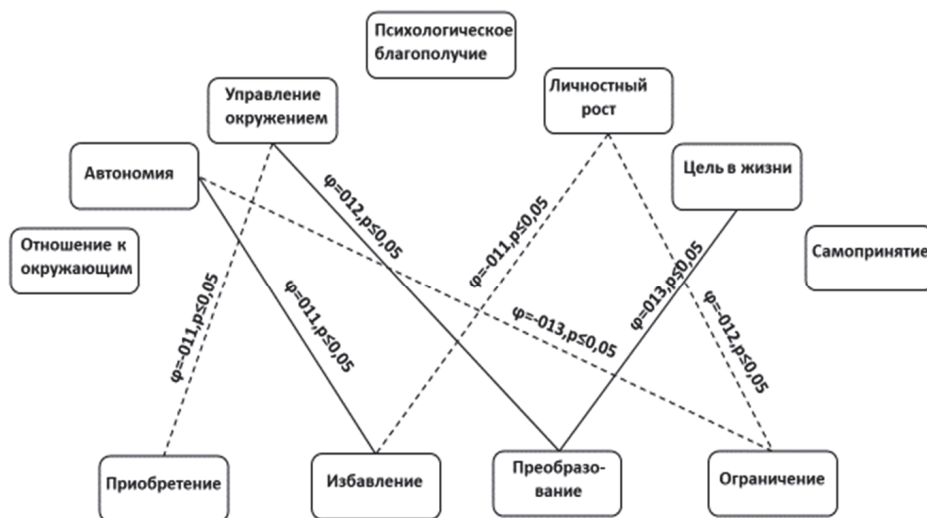 Психологическое
благополучие
Управление
окружением
Личностный
рост
Автономия
Цель в жизни
Отношение к
окружающим
Самопринятие
φ=-011,p≤0,05
φ=011,p≤0,05
φ=012,p≤0,05
φ=-013,p≤0,05
φ=-011,p≤0,05
φ=013,p≤0,05
φ=-012,p≤0,05
Приобретение
Избавление
Преобразо-
вание
Ограничение